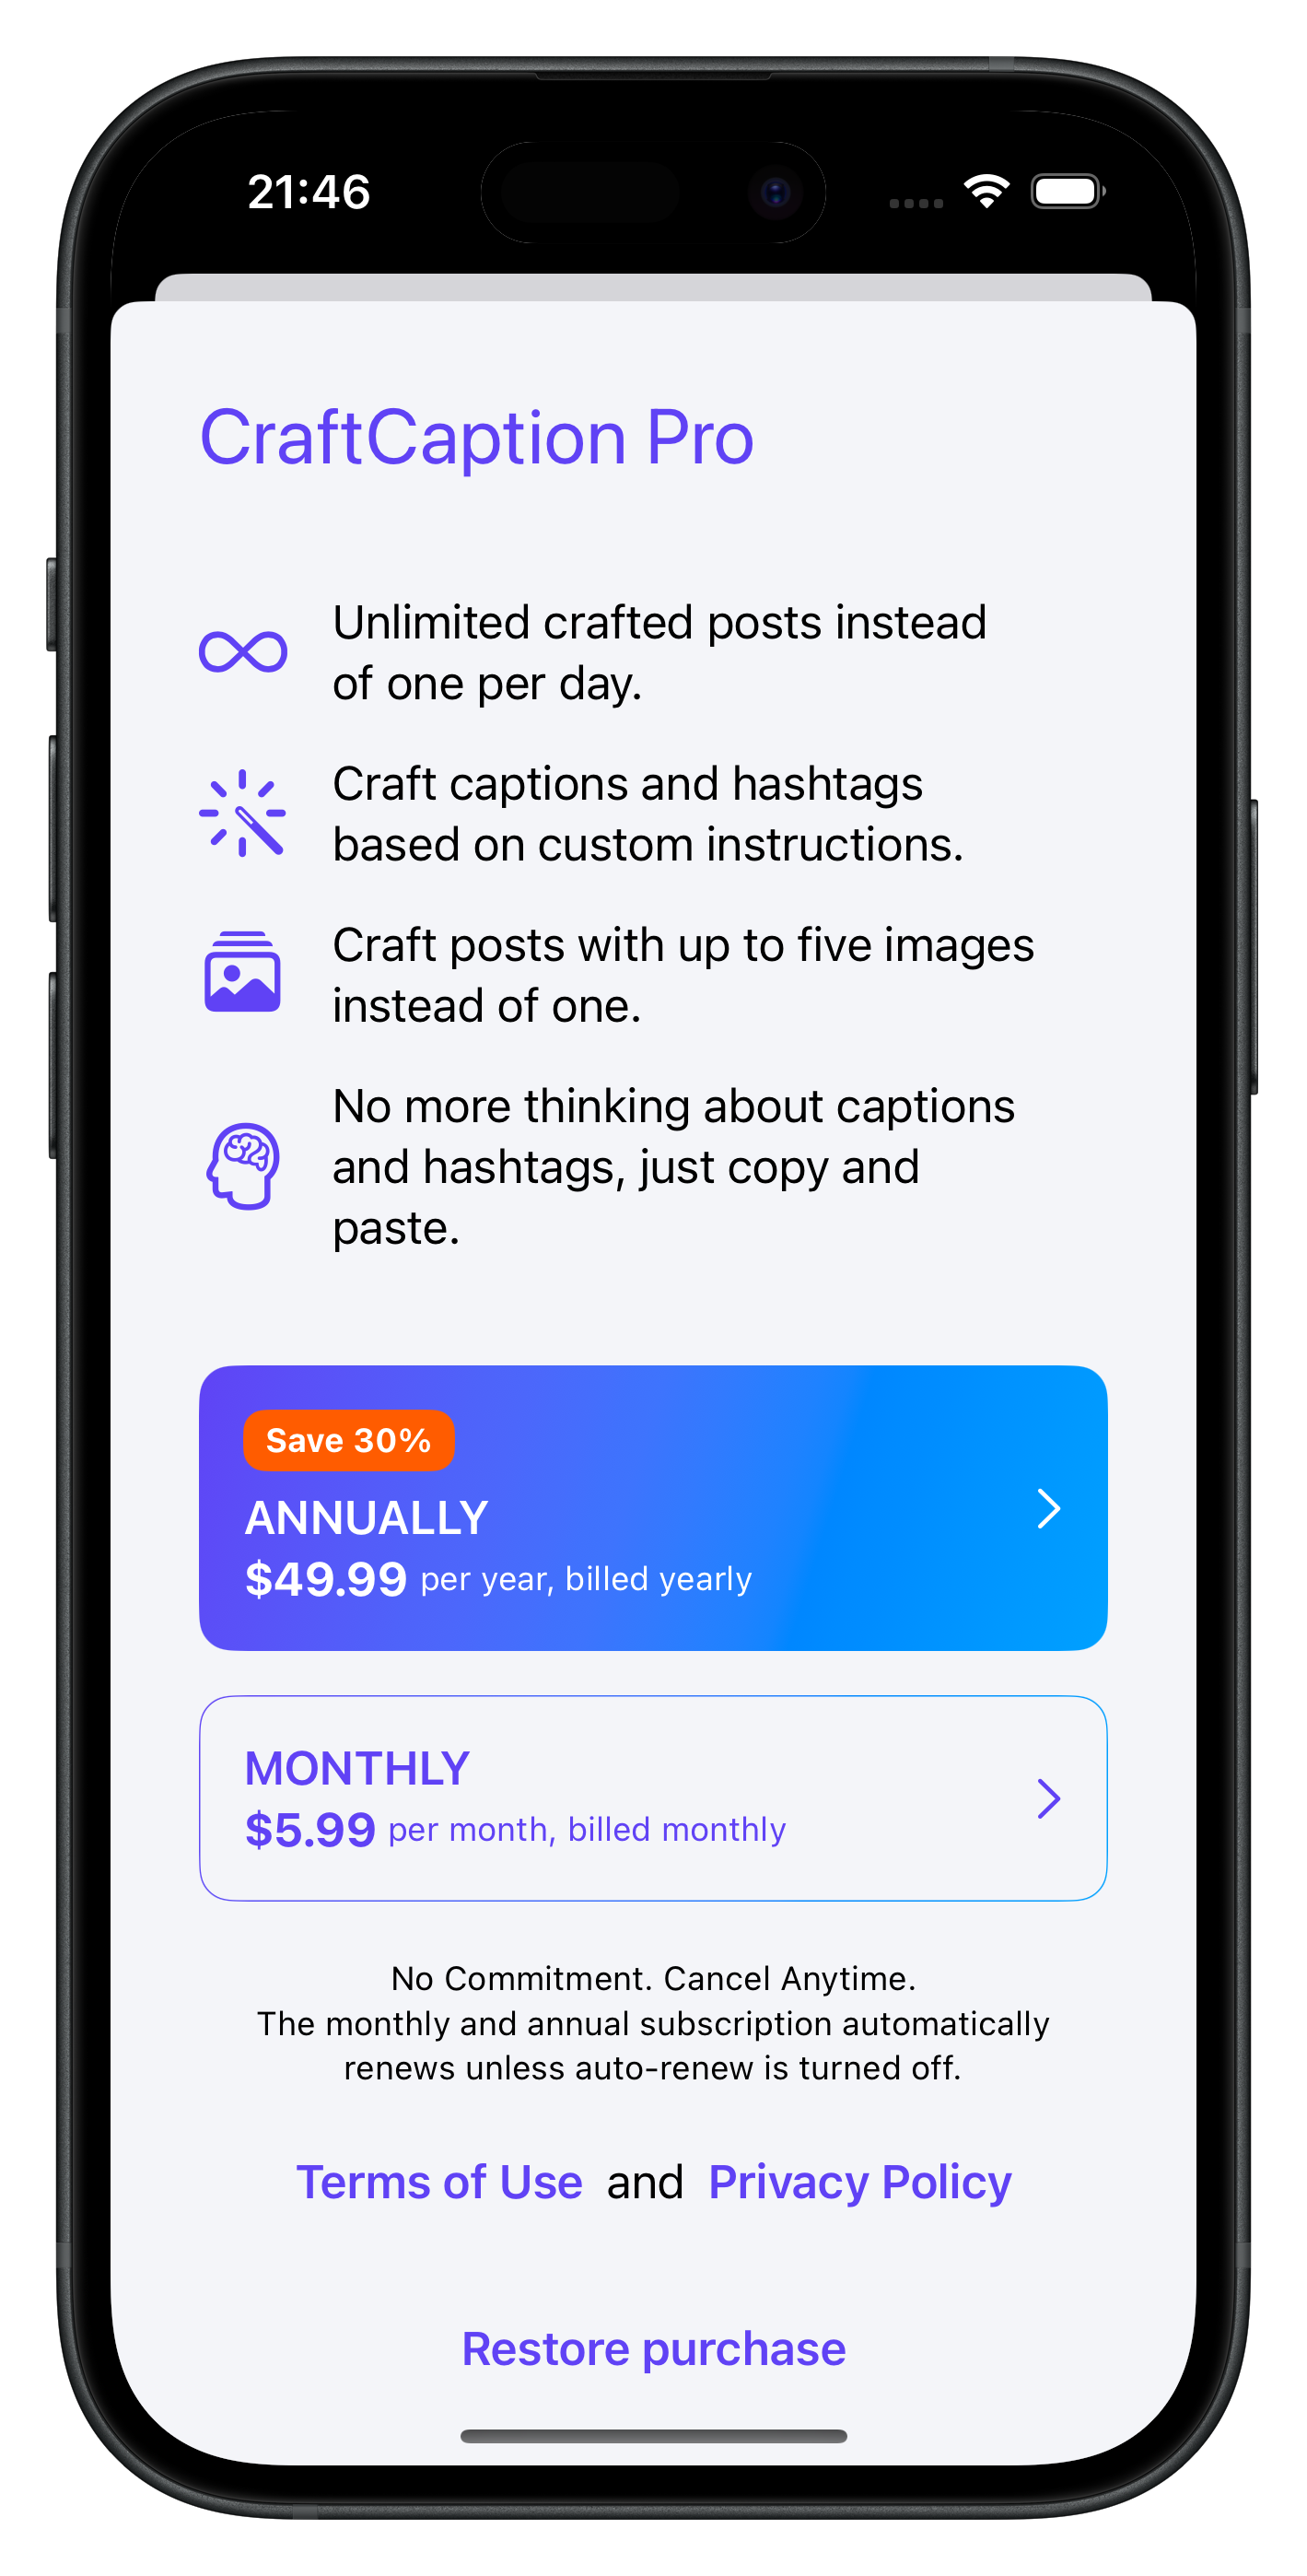 21:46
CraftCaption Pro
Unlimited crafted posts instead
of one per day.
Craft captions and hashtags
based on custom instructions.
Craft posts with up to five images
instead of one.
No more thinking about captions
and hashtags, just copy and
paste.
Save 30%
ANNUALLY
$49.99 per year, billed yearly
MONTHLY
$5.99 per month, billed monthly
No Commitment. Cancel Anytime.
The monthly and annual subscription automatically
renews unless auto-renew is turned off.
Terms of Use and Privacy Policy
Restore purchase